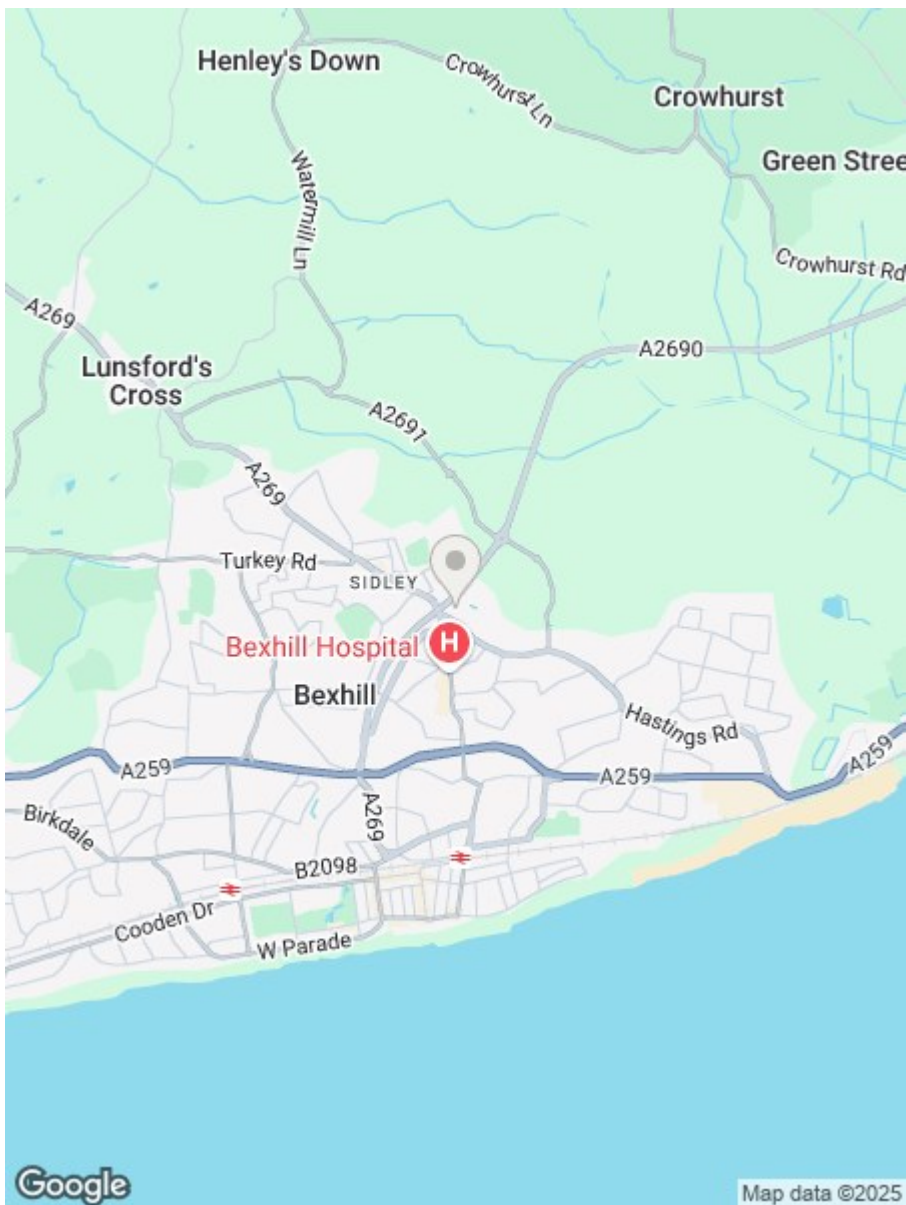 Henley's Down
Crowhurst Ln
Crowhurst
Green Stree
Watermill Ln
Crowhurst Rd
A269
A2690
Lunsford's
Cross
A2691
A269
Turkey Rd
SIDLEY
Bexhill Hospital
H
Bexhill
Hastings Rd
A259
A259
A259
Birkdale
A269
B2098
Cooden Dr
W Parade
Google
Map data ©2025